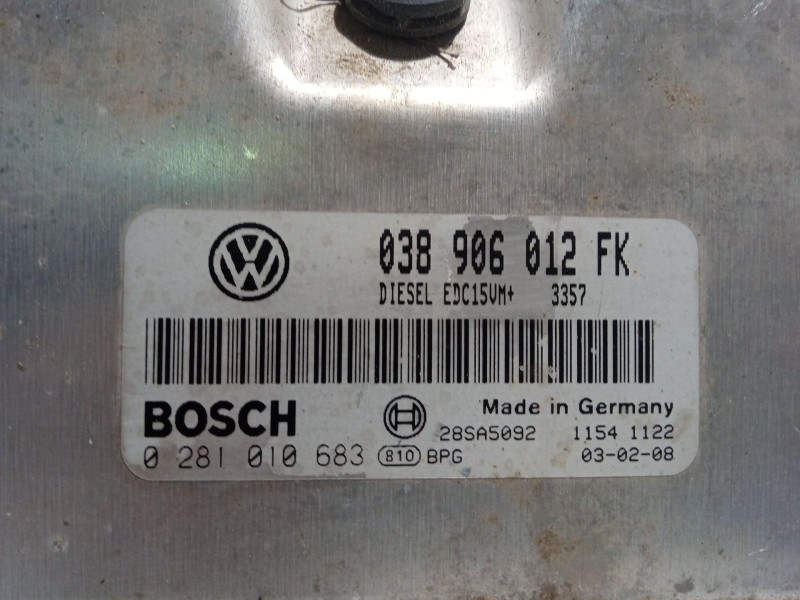 038 906 012 FK
DIESEL EDC15VM+ 3357
BOSCH
Made in Germany
28SA5092 1154 1122
0 281 010 683 810 BPG 03-02-08